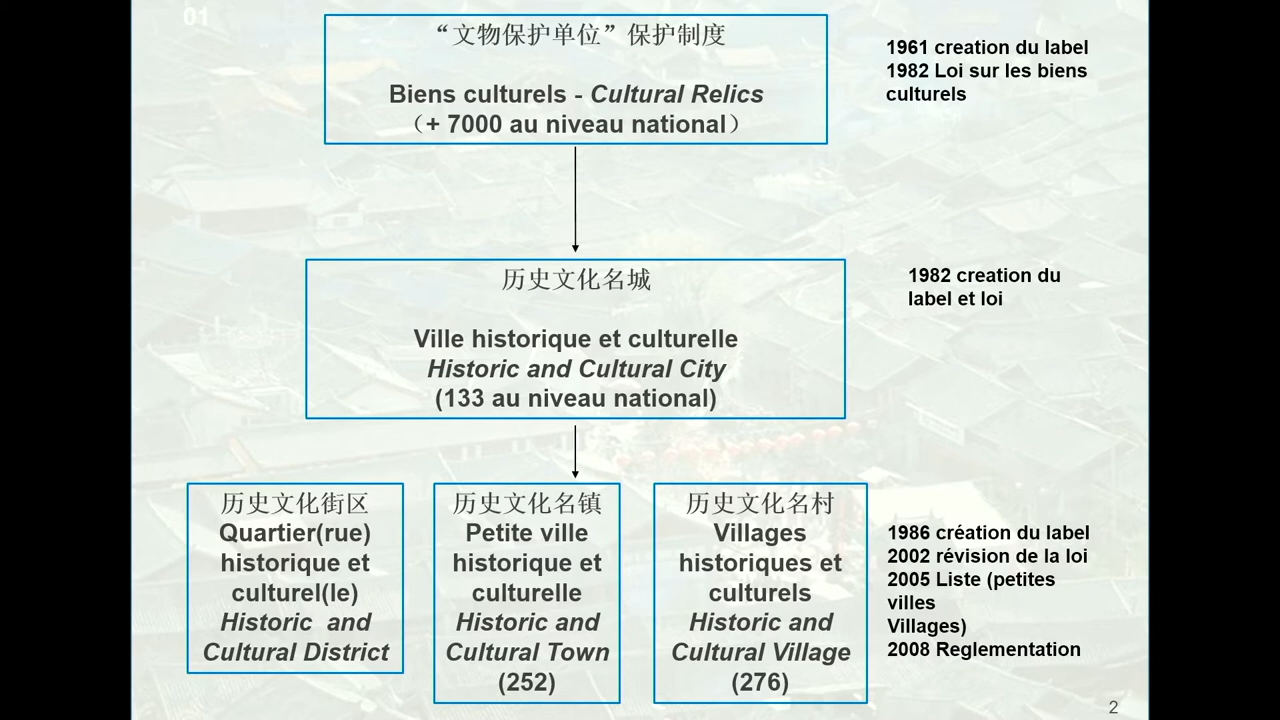 01
“文物保护单位”保护制度
Biens culturels - Cultural Relics
（+ 7000 au niveau national）
1961 creation du label
1982 Loi sur les biens
culturels
历史文化名城
Ville historique et culturelle
Historic and Cultural City
(133 au niveau national)
1982 creation du
label et loi
历史文化街区
Quartier(rue)
historique et
culturel(le)
Historic and
Cultural District
历史文化名镇
Petite ville
historique et
culturelle
Historic and
Cultural Town
(252)
历史文化名村
Villages
historiques et
culturels
Historic and
Cultural Village
(276)
1986 création du label
2002 révision de la loi
2005 Liste (petites
villes
Villages)
2008 Reglementation
2